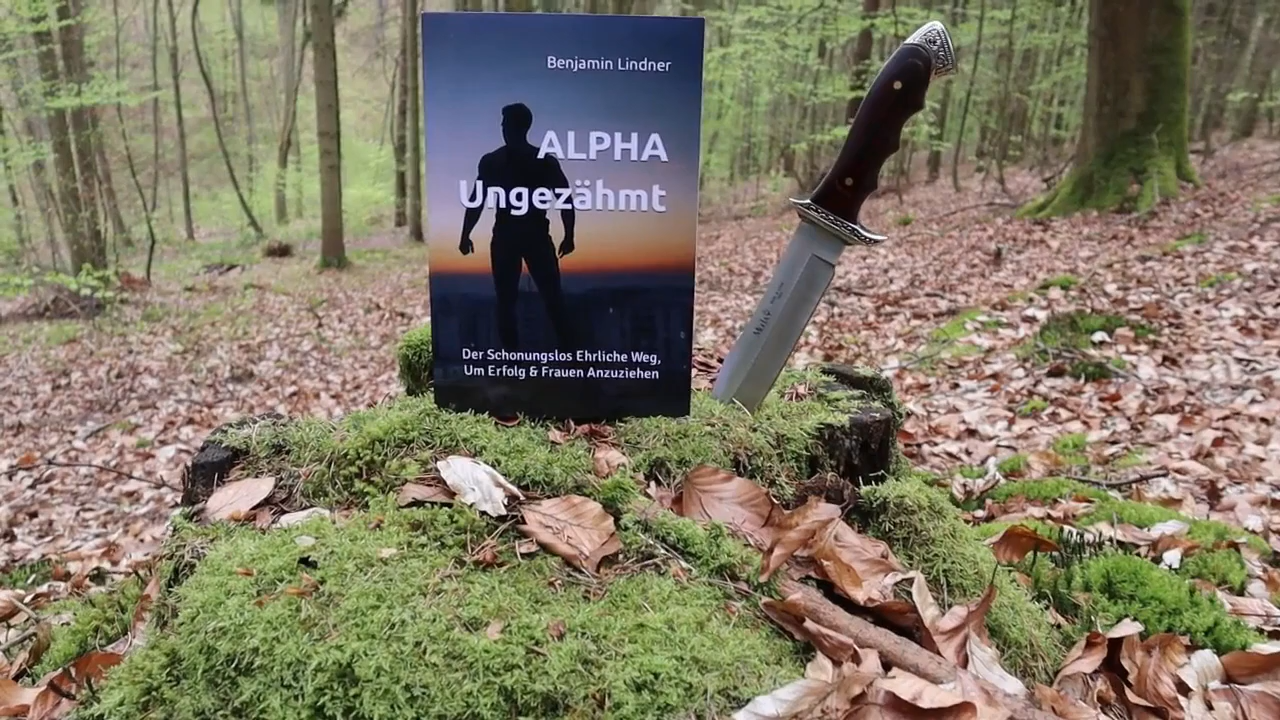 Benjamin Lindner
ALPHA
Ungezähmt
Der Schonungslos Ehrliche Weg,
Um Erfolg & Frauen Anzuziehen